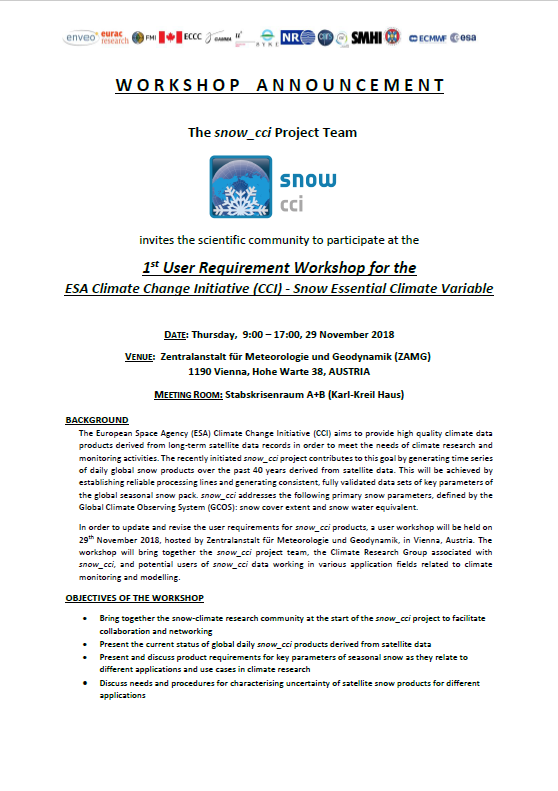 enveo eurac research FMI ECCC GAMMA SYKE NR SMHI ECMWF esa
WORKSHOP ANNOUNCEMENT
The snow_cci Project Team
snow
cci
invites the scientific community to participate at the
1st User Requirement Workshop for the
ESA Climate Change Initiative (CCI) - Snow Essential Climate Variable
DATE: Thursday, 9:00 – 17:00, 29 November 2018
VENUE: Zentralanstalt für Meteorologie und Geodynamik (ZAMG)
1190 Vienna, Hohe Warte 38, AUSTRIA
MEETING ROOM: Stabskrisenraum A+B (Karl-Kreil Haus)
BACKGROUND
The European Space Agency (ESA) Climate Change Initiative (CCI) aims to provide high quality climate data
products derived from long-term satellite data records in order to meet the needs of climate research and
monitoring activities. The recently initiated snow_cci project contributes to this goal by generating time series
of daily global snow products over the past 40 years derived from satellite data. This will be achieved by
establishing reliable processing lines and generating consistent, fully validated data sets of key parameters of
the global seasonal snow pack. snow_cci addresses the following primary snow parameters, defined by the
Global Climate Observing System (GCOS): snow cover extent and snow water equivalent.
In order to update and revise the user requirements for snow_cci products, a user workshop will be held on
29th November 2018, hosted by Zentralanstalt für Meteorologie und Geodynamik, in Vienna, Austria. The
workshop will bring together the snow_cci project team, the Climate Research Group associated with
snow_cci, and potential users of snow_cci data working in various application fields related to climate
monitoring and modelling.
OBJECTIVES OF THE WORKSHOP
• Bring together the snow-climate research community at the start of the snow_cci project to facilitate
collaboration and networking
• Present the current status of global daily snow_cci products derived from satellite data
• Present and discuss product requirements for key parameters of seasonal snow as they relate to
different applications and use cases in climate research
• Discuss needs and procedures for characterising uncertainty of satellite snow products for different
applications